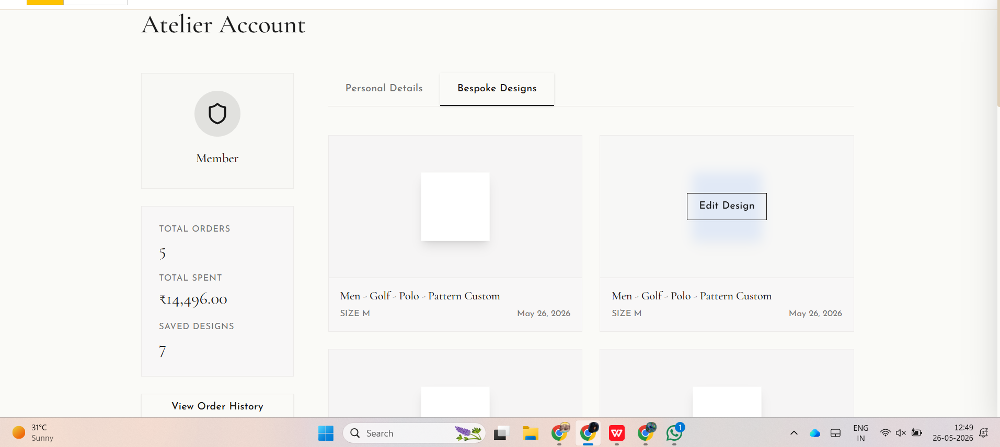 Atelier Account
Member
TOTAL ORDERS
5
TOTAL SPENT
₹14,496.00
SAVED DESIGNS
7
View Order History
Personal Details
Bespoke Designs
Men - Golf - Polo - Pattern Custom
SIZE M
May 26, 2026
Edit Design
Men - Golf - Polo - Pattern Custom
SIZE M
May 26, 2026
31°C
Sunny
Search
W
1
ENG
IN
12:49
26-05-2026